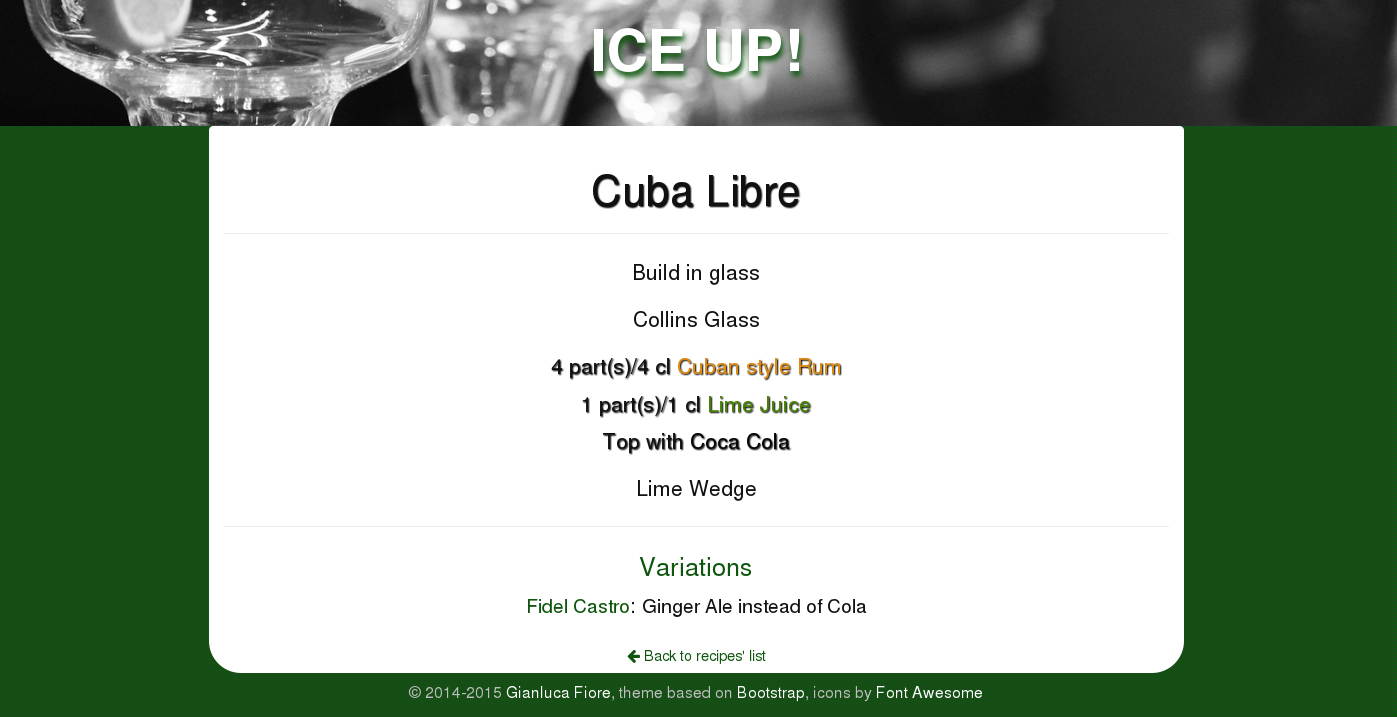 ICE UP!
Cuba Libre
Build in glass
Collins Glass
4 part(s)/4 cl Cuban style Rum
1 part(s)/1 cl Lime Juice
Top with Coca Cola
Lime Wedge
Variations
Fidel Castro: Ginger Ale instead of Cola
Back to recipes' list
© 2014-2015 Gianluca Fiore, theme based on Bootstrap, icons by Font Awesome